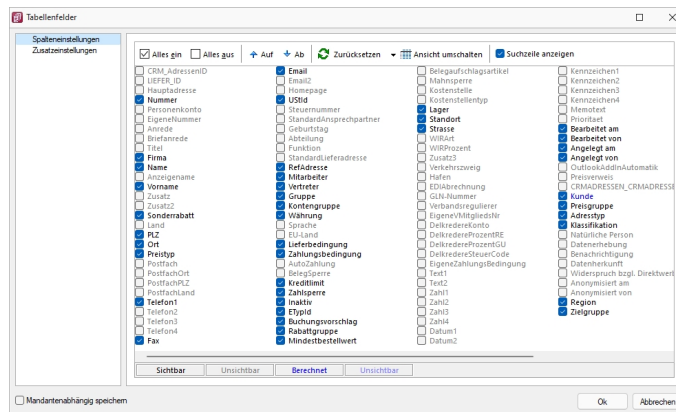 Tabellenfelder
Spalteneinstellungen
Zusatzeinstellungen
Alles ein
Alles aus
Auf
Ab
Zurücksetzen
Ansicht umschalten
Suchzeile anzeigen
CRM_AdressenID
LIEFER_ID
Hauptadresse
Nummer
Personenkonto
EigeneNummer
Anrede
Briefanrede
Titel
Firma
Name
Anzeigename
Vorname
Zusatz
Zusatz2
Sonderrabatt
Land
PLZ
Ort
Preistyp
Postfach
PostfachOrt
PostfachPLZ
PostfachLand
Telefon1
Telefon2
Telefon3
Telefon4
Fax
Email
Email2
Homepage
UStId
Steuernummer
StandardAnsprechpartner
Geburtstag
Abteilung
Funktion
StandardLieferadresse
RefAdresse
Mitarbeiter
Vertreter
Gruppe
Kontengruppe
Währung
Sprache
EU-Land
Lieferbedingung
Zahlungsbedingung
AutoZahlung
BelegSperre
Kreditlimit
Zahlsperre
Inaktiv
ETypId
Buchungsvorschlag
Rabattgruppe
Mindestbestellwert
Belegaufschlagsartikel
Mahnsperre
Kostenstelle
Kostenstellentyp
Lager
Standort
Strasse
WIRArt
WIRProzent
Zusatz3
Verkehrszweig
Hafen
EDIAbrechnung
GLN-Nummer
Verbandsregulierer
EigeneVMitgliedsNr
DelkredereKonto
DelkredereProzentRE
DelkredereProzentGU
DelkredereSteuerCode
EigeneZahlungsBedingung
Text1
Text2
Zahl1
Zahl2
Zahl3
Zahl4
Datum1
Datum2
Kennzeichen1
Kennzeichen2
Kennzeichen3
Kennzeichen4
Memotext
Prioritaet
Bearbeitet am
Bearbeitet von
Angelegt am
Angelegt von
OutlookAddInAutomatik
Preisverweis
CRMADRESSEN_CRMADRESSE
Kunde
Preisgruppe
Adresstyp
Klassifikation
Natürliche Person
Datenerhebung
Benachrichtigung
Datenherkunft
Widerspruch bzgl. Direktwerl
Anonymisiert am
Anonymisiert von
Region
Zielgruppe
Sichtbar
Unsichtbar
Berechnet
Unsichtbar
Mandantenabhängig speichern
Ok
Abbrechen